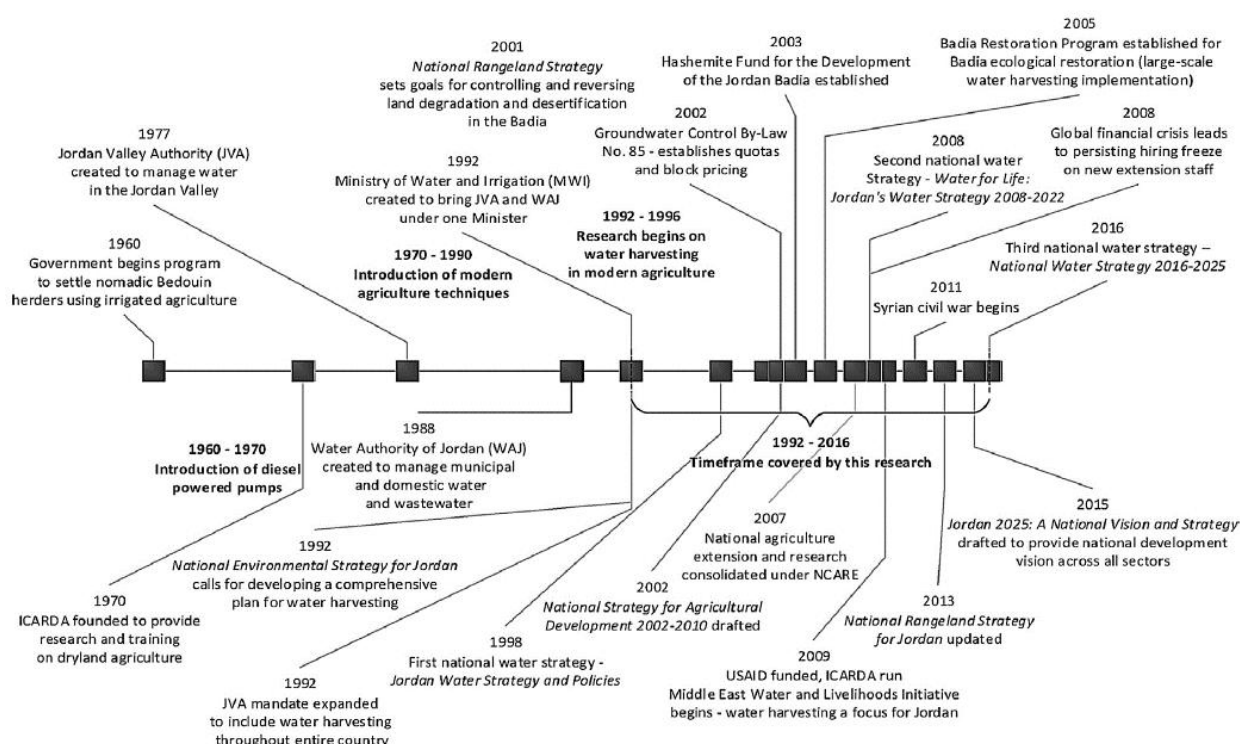 2005
Badia Restoration Program established for
Badia ecological restoration (large-scale
water harvesting implementation)
2003
Hashemite Fund for the Development
of the Jordan Badia established
2001
National Rangeland Strategy
sets goals for controlling and reversing
land degradation and desertification
in the Badia
2002
Groundwater Control By-Law
No. 85 - establishes quotas
and block pricing
2008
Global financial crisis leads
to persisting hiring freeze
on new extension staff
1977
Jordan Valley Authority (JVA)
created to manage water
in the Jordan Valley
2008
Second national water
Strategy - Water for Life:
Jordan's Water Strategy 2008-2022
1992
Ministry of Water and Irrigation (MWI)
created to bring JVA and WAJ
under one Minister
1992 - 1996
Research begins on
water harvesting
in modern agriculture
2016
Third national water strategy –
National Water Strategy 2016-2025
1960
Government begins program
to settle nomadic Bedouin
herders using irrigated agriculture
1970 - 1990
Introduction of modern
agriculture techniques
2011
Syrian civil war begins
1960 - 1970
Introduction of diesel
powered pumps
1988
Water Authority of Jordan (WAJ)
created to manage municipal
and domestic water
and wastewater
1992 - 2016
Timeframe covered by this research
2015
Jordan 2025: A National Vision and Strategy
drafted to provide national development
vision across all sectors
2007
National agriculture
extension and research
consolidated under NCARE
1992
National Environmental Strategy for Jordan
calls for developing a comprehensive
plan for water harvesting
2002
National Strategy for Agricultural
Development 2002-2010 drafted
1970
ICARDA founded to provide
research and training
on dryland agriculture
2013
National Rangeland Strategy
for Jordan updated
1998
First national water strategy -
Jordan Water Strategy and Policies
2009
USAID funded, ICARDA run
Middle East Water and Livelihoods Initiative
begins - water harvesting a focus for Jordan
1992
JVA mandate expanded
to include water harvesting
throughout entire country